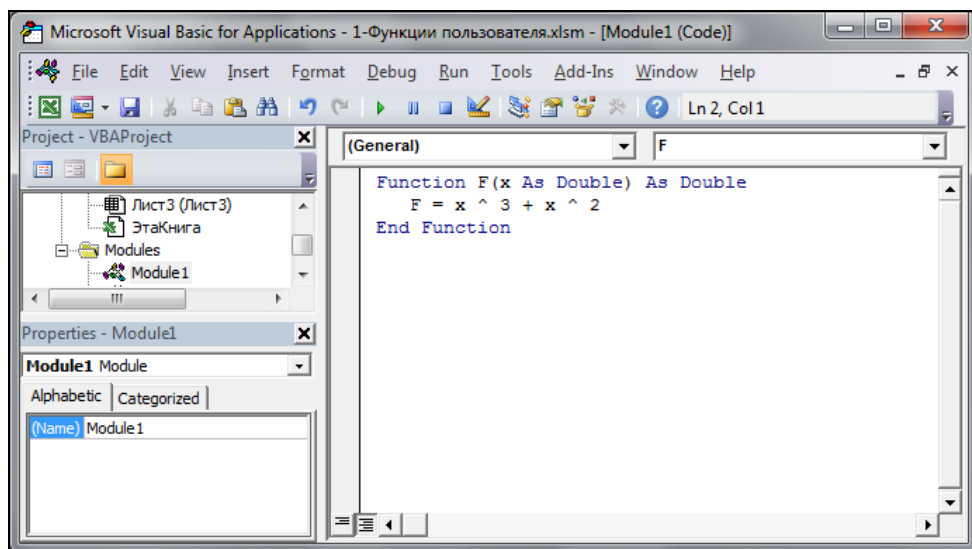 Microsoft Visual Basic for Applications - 1-Функции пользователя.xlsm - [Module1 (Code)]
File Edit View Insert Format Debug Run Tools Add-Ins Window Help
Ln 2, Col 1
Project - VBAProject
Лист3 (Лист3)
ЭтаКнига
Modules
Module1
Properties - Module1
Module1 Module
Alphabetic Categorized
(Name) Module1
(General) F
Function F(x As Double) As Double
F = x ^ 3 + x ^ 2
End Function